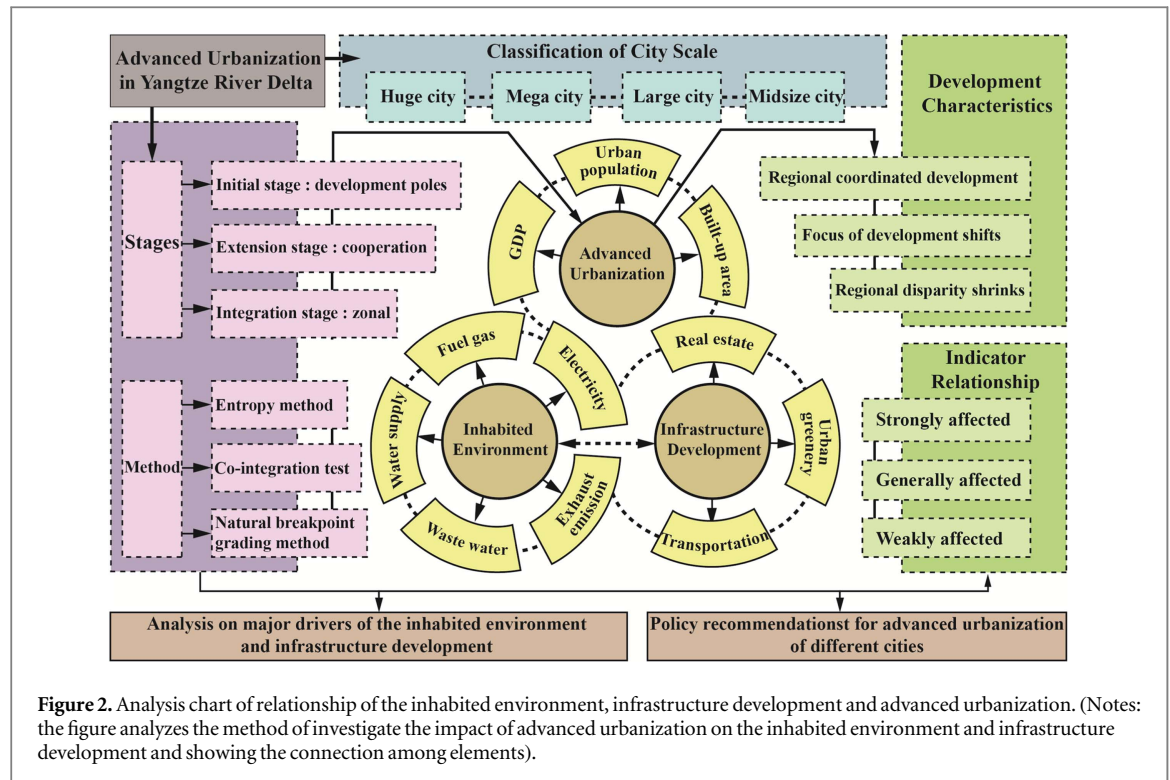 Advanced Urbanization
in Yangtze River Delta
Classification of City Scale
Huge city
Mega city
Large city
Midsize city
Development
Characteristics
Regional coordinated development
Focus of development shifts
Regional disparity shrinks
Stages
Initial stage : development poles
Extension stage : cooperation
Integration stage : zonal
Method
Entropy method
Co-integration test
Natural breakpoint
grading method
Urban
population
GDP
Built-up area
Advanced
Urbanization
Fuel gas
Electricity
Water supply
Inhabited
Environment
Waste water
Exhaust
emission
Real estate
Urban
greenery
Infrastructure
Development
Transportation
Indicator
Relationship
Strongly affected
Generally affected
Weakly affected
Analysis on major drivers of the inhabited environment
and infrastructure development
Policy recommendationst for advanced urbanization
of different cities
Figure 2. Analysis chart of relationship of the inhabited environment, infrastructure development and advanced urbanization. (Notes:
the figure analyzes the method of investigate the impact of advanced urbanization on the inhabited environment and infrastructure
development and showing the connection among elements).